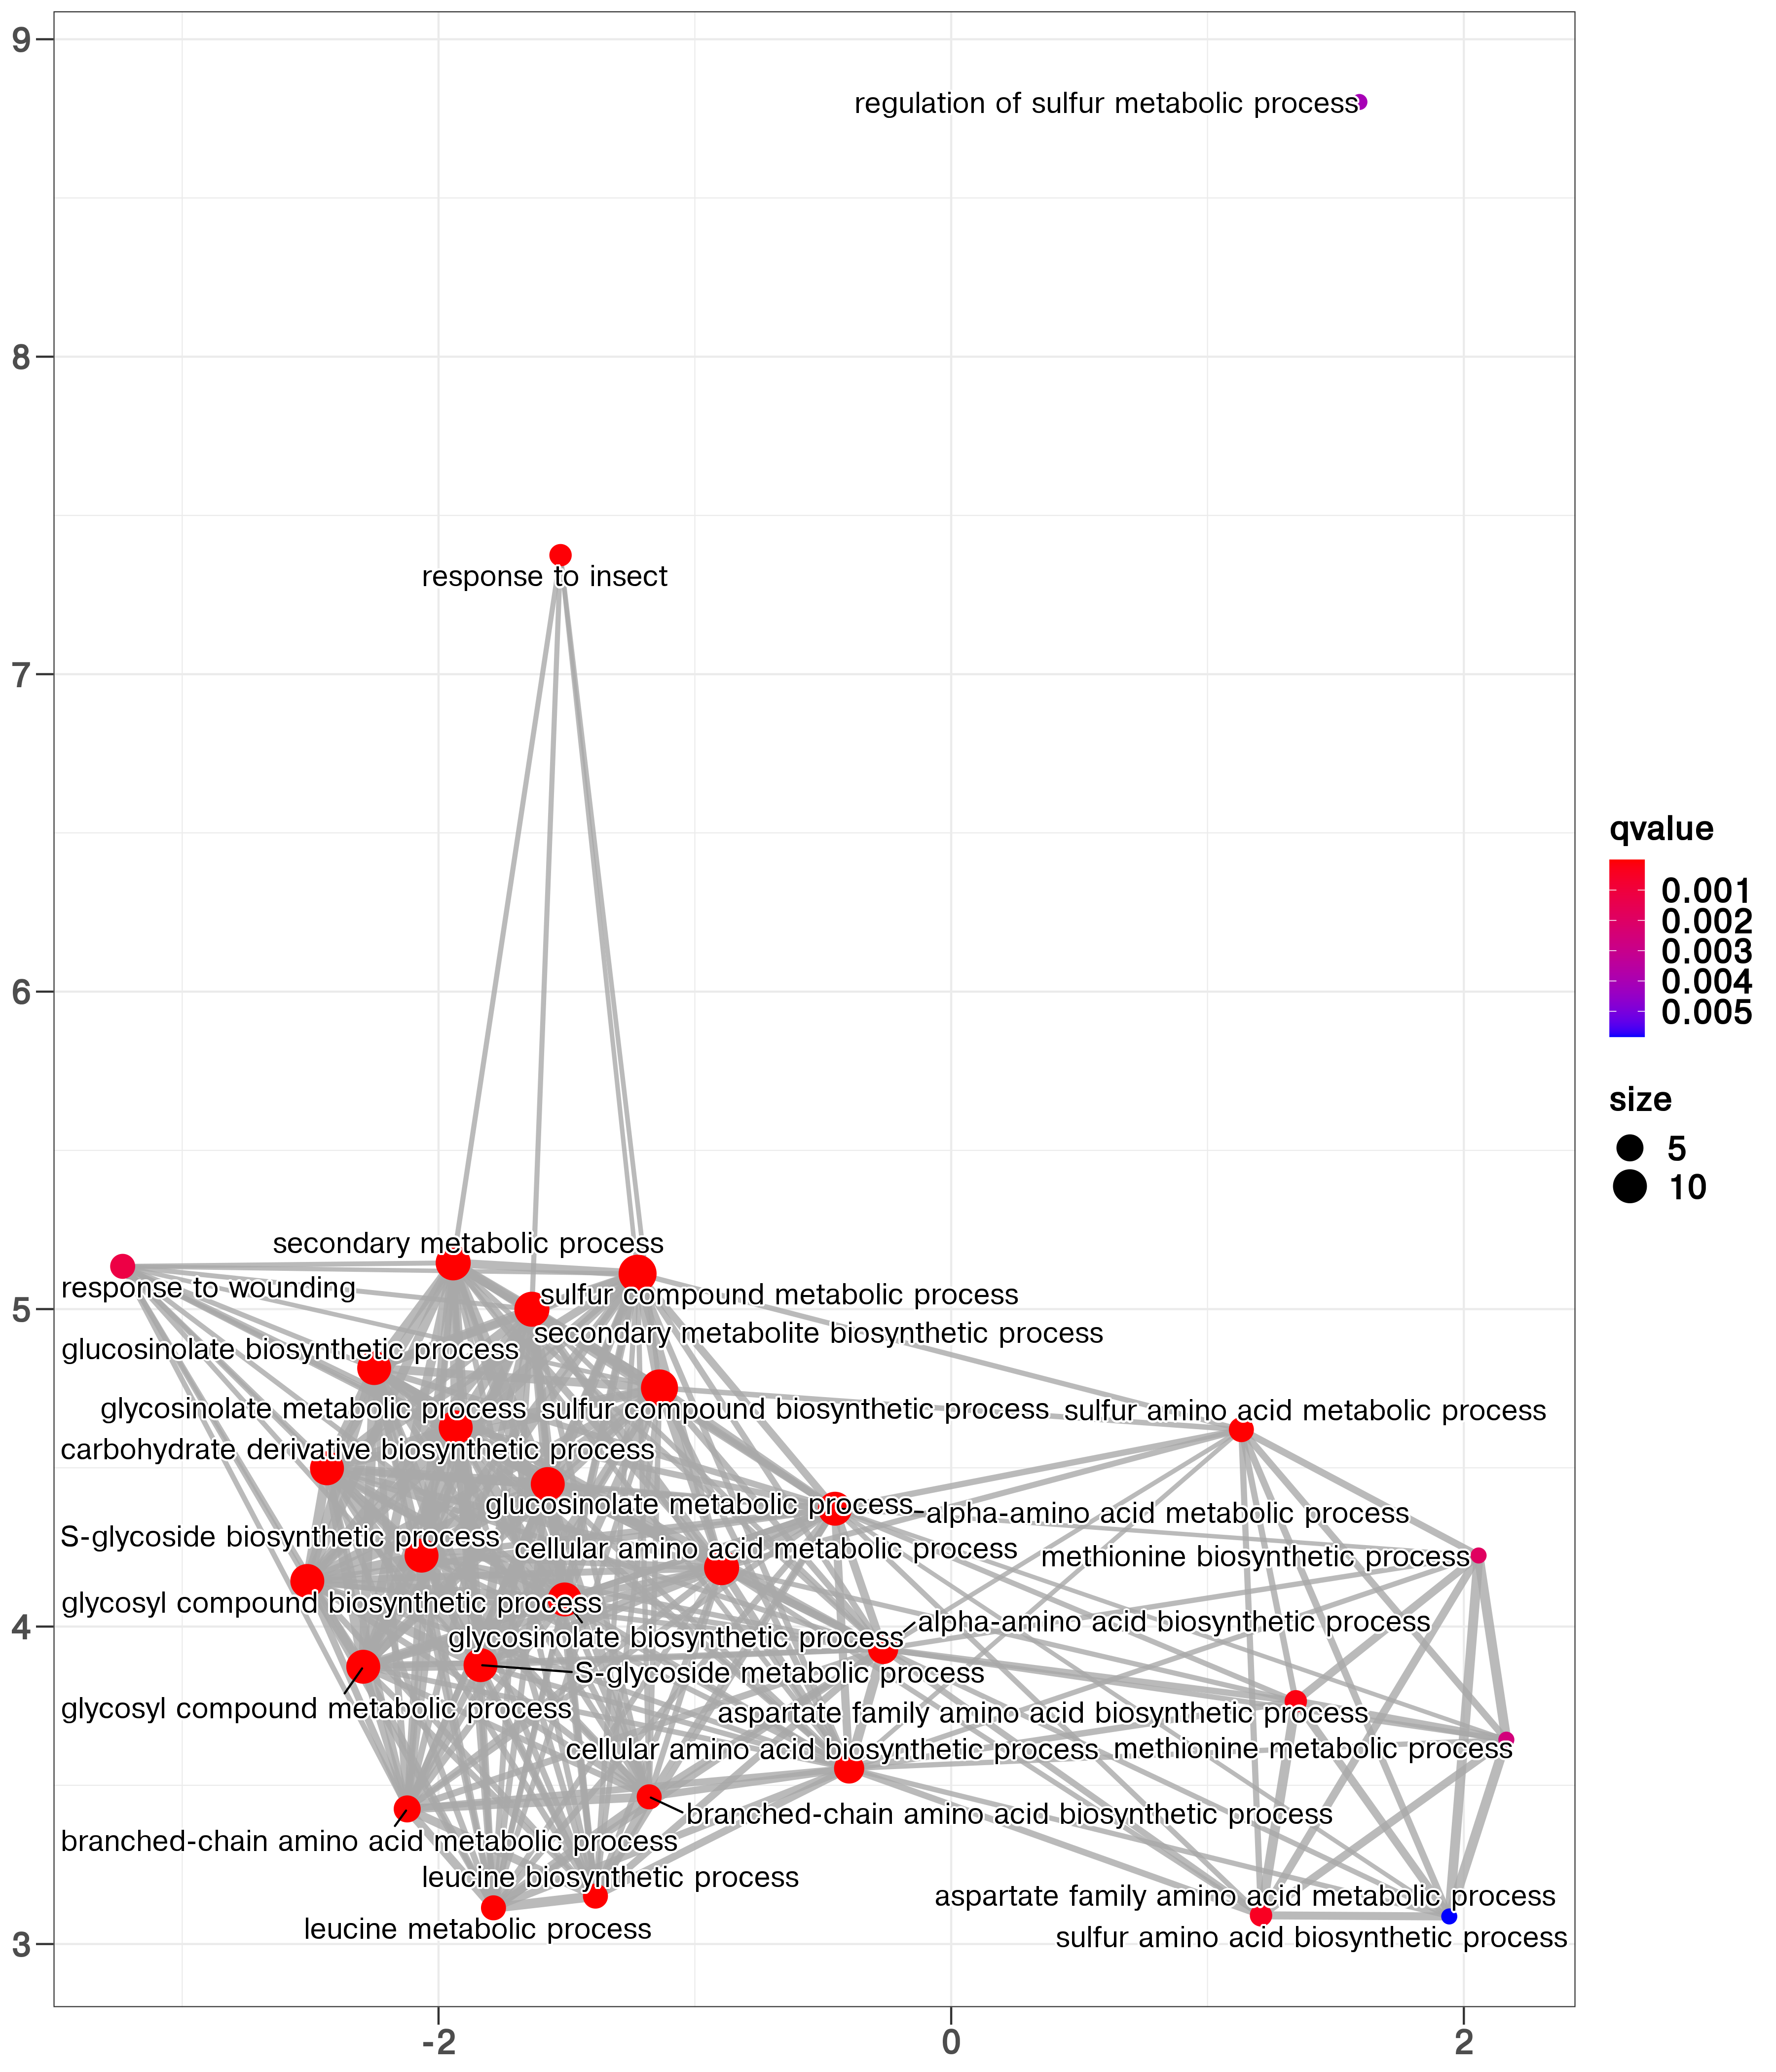 9
regulation of sulfur metabolic process
8
response to insect
7
qvalue
0.001
0.002
0.003
0.004
0.005
6
size
5
10
secondary metabolic process
response to wounding
sulfur compound metabolic process
5
secondary metabolite biosynthetic process
glucosinolate biosynthetic process
glycosinolate metabolic process
sulfur compound biosynthetic process
sulfur amino acid metabolic process
carbohydrate derivative biosynthetic process
glucosinolate metabolic process
alpha-amino acid metabolic process
S-glycoside biosynthetic process
cellular amino acid metabolic process
methionine biosynthetic process
glycosyl compound biosynthetic process
4
alpha-amino acid biosynthetic process
glycosinolate biosynthetic process
S-glycoside metabolic process
glycosyl compound metabolic process
aspartate family amino acid biosynthetic process
cellular amino acid biosynthetic process
methionine metabolic process
branched-chain amino acid biosynthetic process
branched-chain amino acid metabolic process
leucine biosynthetic process
aspartate family amino acid metabolic process
leucine metabolic process
sulfur amino acid biosynthetic process
3
-2
0
2